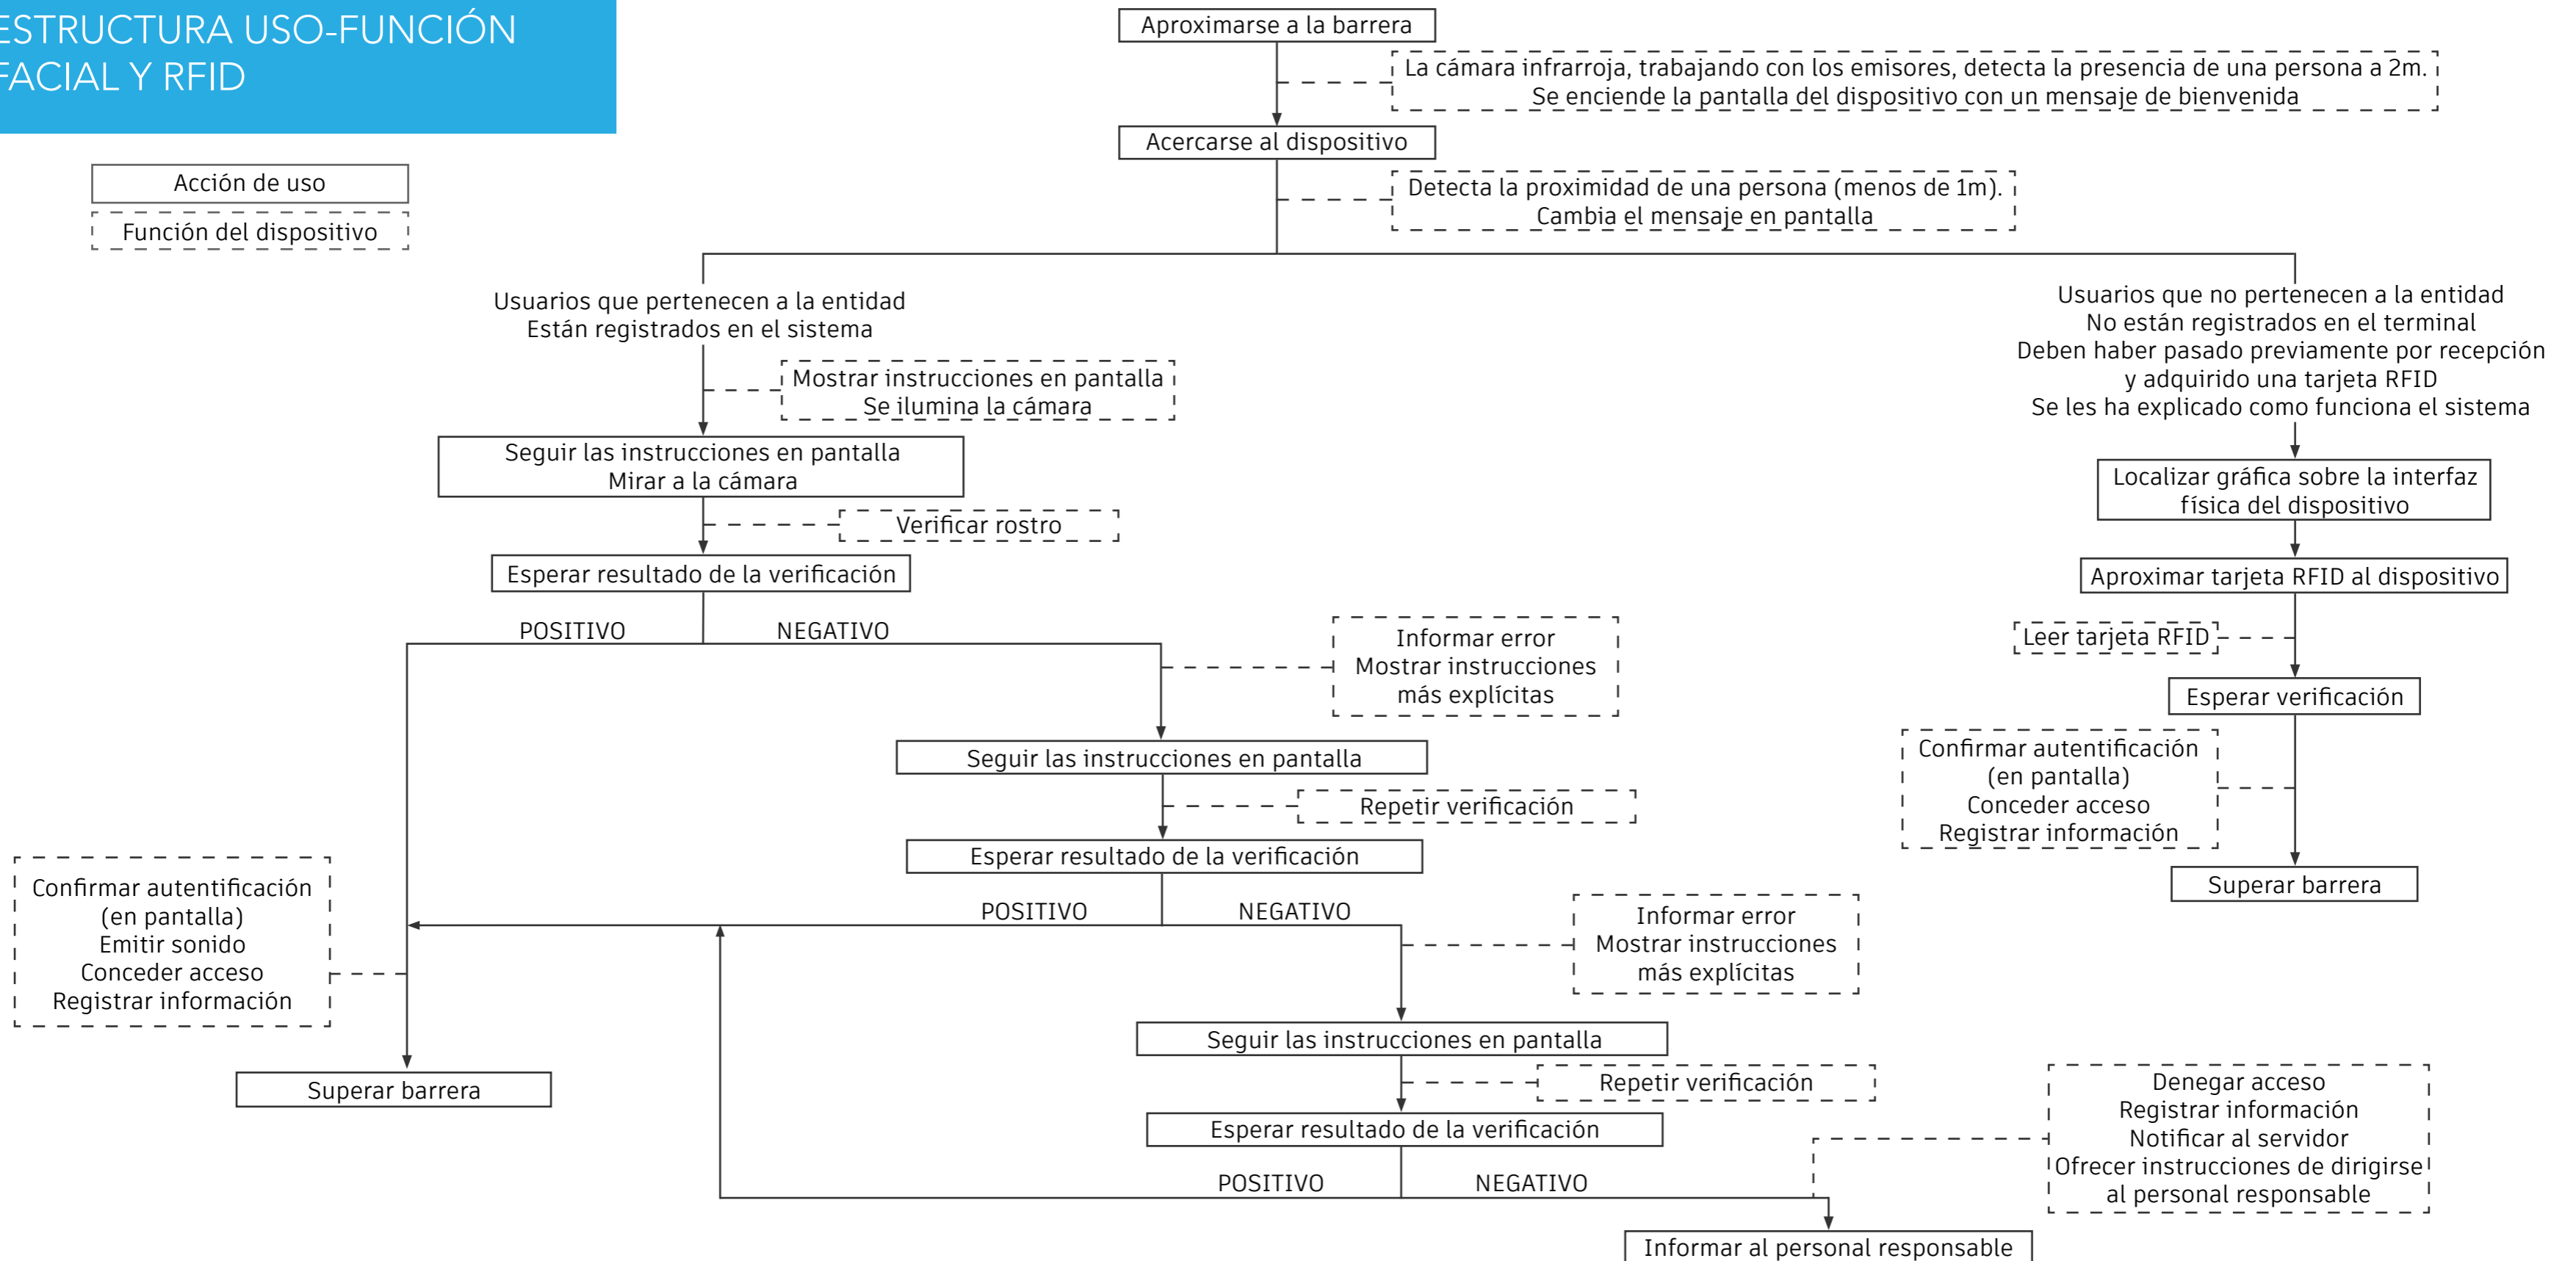 ESTRUCTURA USO-FUNCIÓN
FACIAL Y RFID
Acción de uso
Función del dispositivo
Aproximarse a la barrera
La cámara infrarroja, trabajando con los emisores, detecta la presencia de una persona a 2m.
Se enciende la pantalla del dispositivo con un mensaje de bienvenida
Acercarse al dispositivo
Detecta la proximidad de una persona (menos de 1m).
Cambia el mensaje en pantalla
Usuarios que pertenecen a la entidad
Están registrados en el sistema
Mostrar instrucciones en pantalla
Se ilumina la cámara
Seguir las instrucciones en pantalla
Mirar a la cámara
Verificar rostro
Esperar resultado de la verificación
POSITIVO
NEGATIVO
Informar error
Mostrar instrucciones
más explícitas
Seguir las instrucciones en pantalla
Repetir verificación
Esperar resultado de la verificación
POSITIVO
NEGATIVO
Confirmar autentificación
(en pantalla)
Emitir sonido
Conceder acceso
Registrar información
Superar barrera
Informar error
Mostrar instrucciones
más explícitas
Seguir las instrucciones en pantalla
Repetir verificación
Esperar resultado de la verificación
POSITIVO
NEGATIVO
Denegar acceso
Registrar información
Notificar al servidor
Ofrecer instrucciones de dirigirse
al personal responsable
Informar al personal responsable
Usuarios que no pertenecen a la entidad
No están registrados en el terminal
Deben haber pasado previamente por recepción
y adquirido una tarjeta RFID
Se les ha explicado como funciona el sistema
Localizar gráfica sobre la interfaz
física del dispositivo
Aproximar tarjeta RFID al dispositivo
Leer tarjeta RFID
Esperar verificación
Confirmar autentificación
(en pantalla)
Conceder acceso
Registrar información
Superar barrera